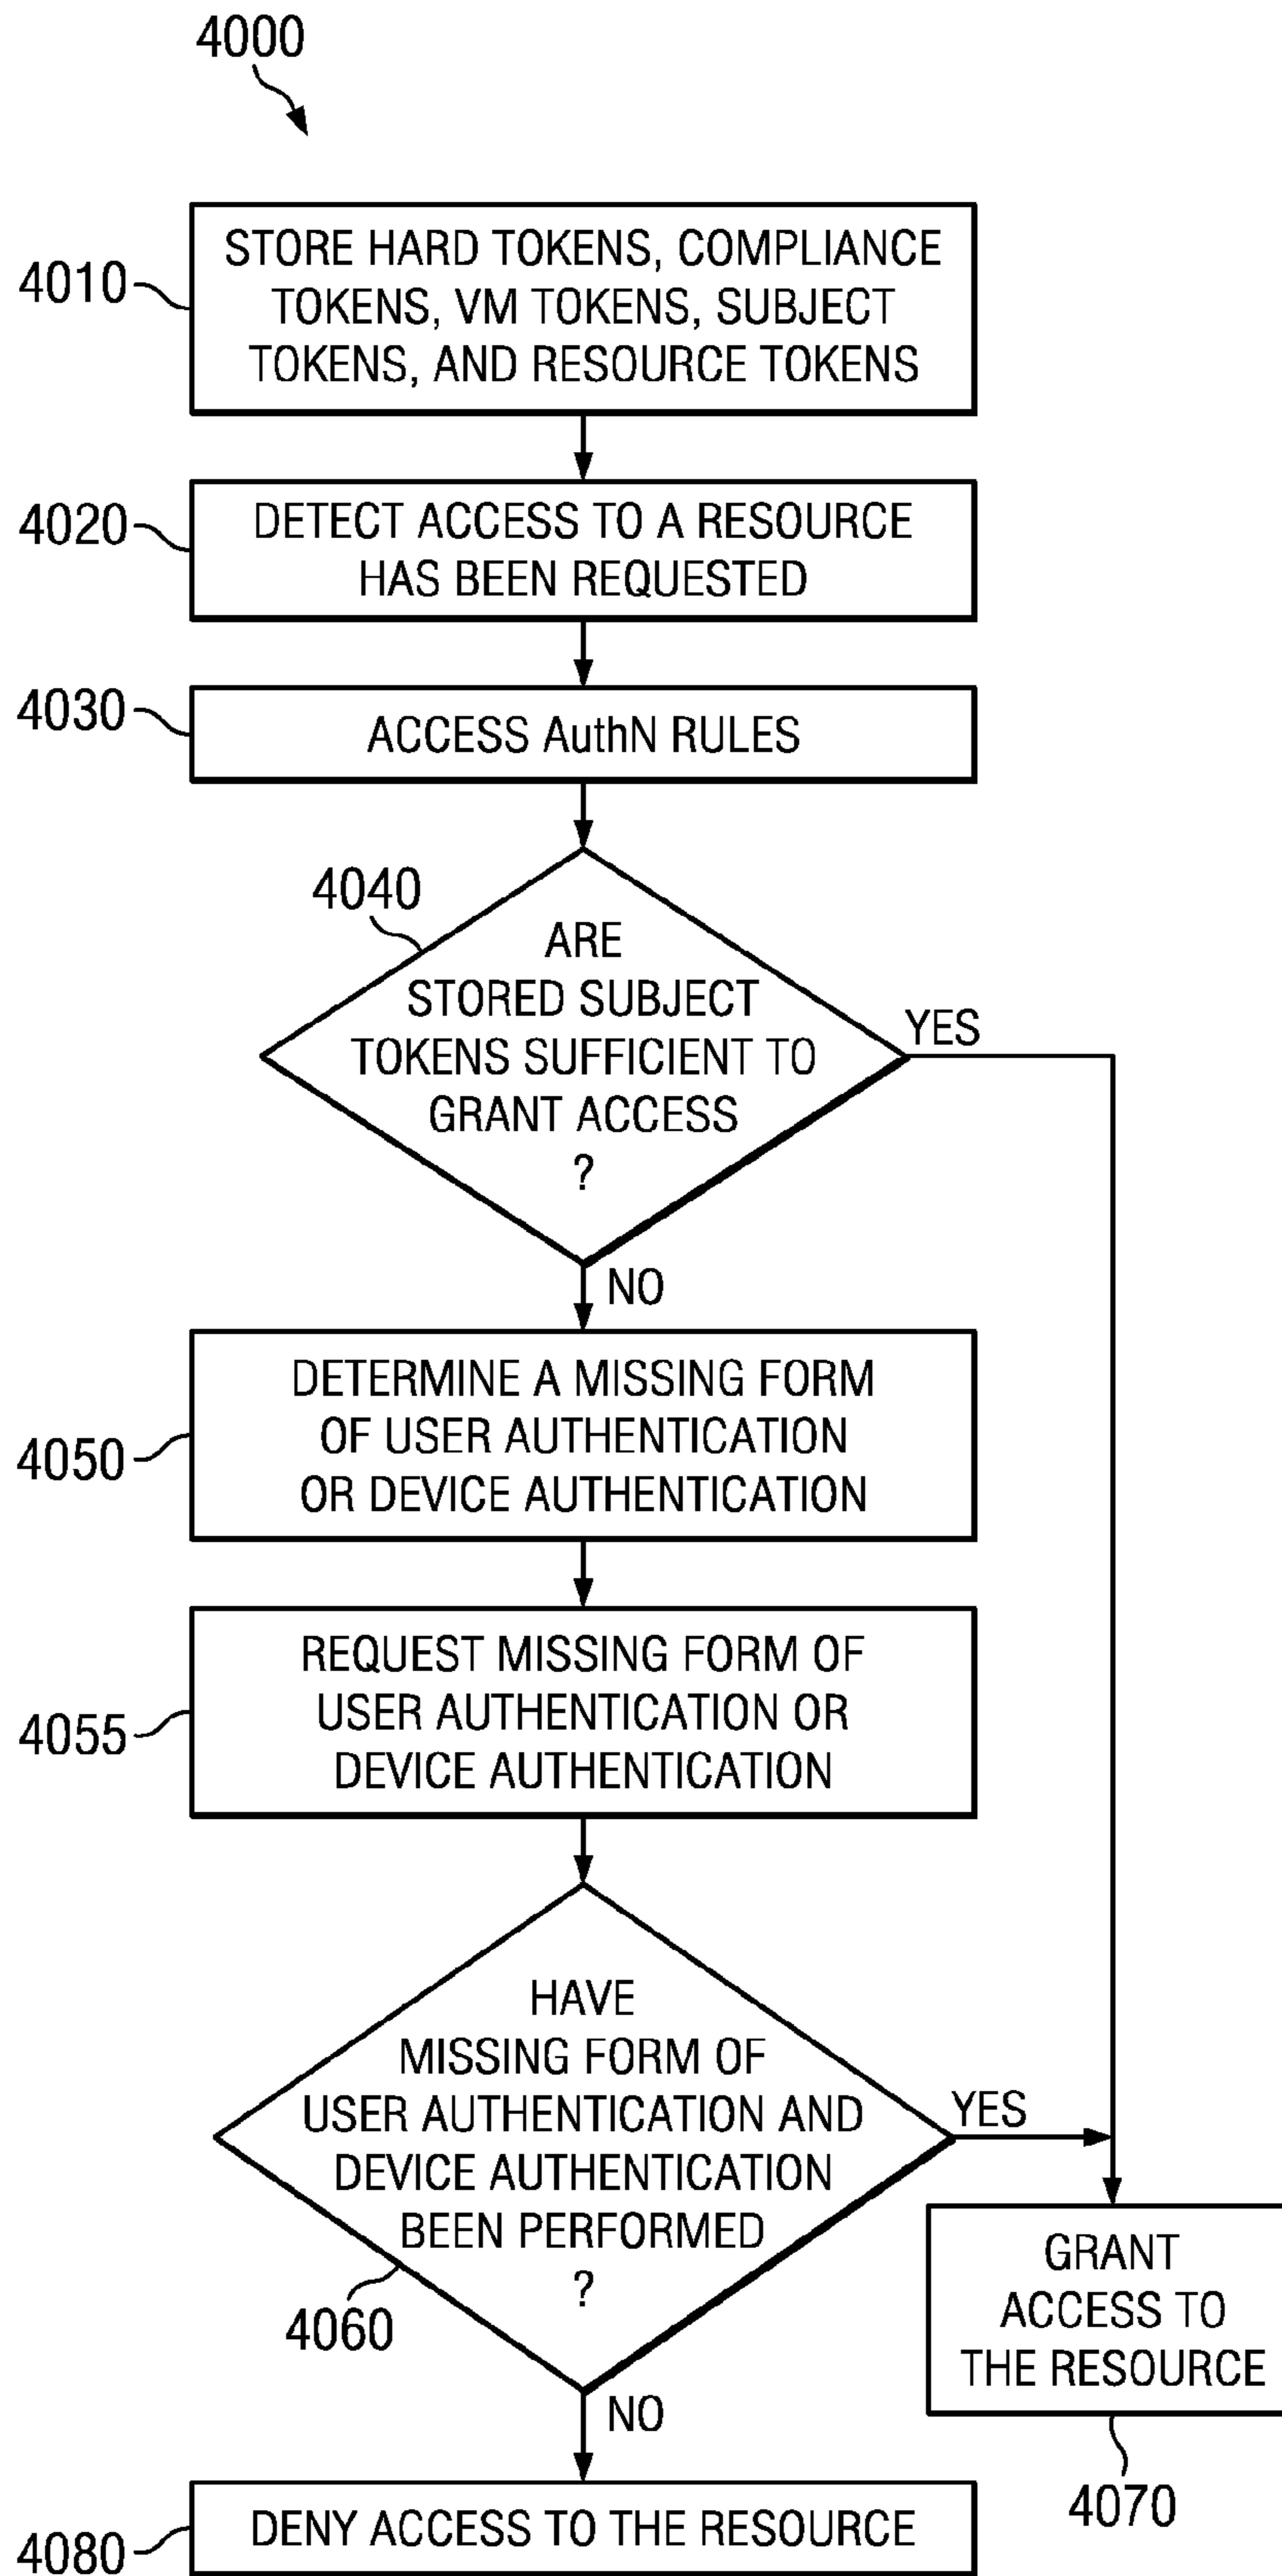 4000
4010
STORE HARD TOKENS, COMPLIANCE
TOKENS, VM TOKENS, SUBJECT
TOKENS, AND RESOURCE TOKENS
4020
DETECT ACCESS TO A RESOURCE
HAS BEEN REQUESTED
4030
ACCESS AuthN RULES
4040
ARE
STORED SUBJECT
TOKENS SUFFICIENT TO
GRANT ACCESS
?
YES
NO
4050
DETERMINE A MISSING FORM
OF USER AUTHENTICATION
OR DEVICE AUTHENTICATION
4055
REQUEST MISSING FORM OF
USER AUTHENTICATION OR
DEVICE AUTHENTICATION
HAVE
MISSING FORM OF
USER AUTHENTICATION AND
DEVICE AUTHENTICATION
BEEN PERFORMED
?
4060
YES
NO
GRANT
ACCESS TO
THE RESOURCE
4070
4080
DENY ACCESS TO THE RESOURCE